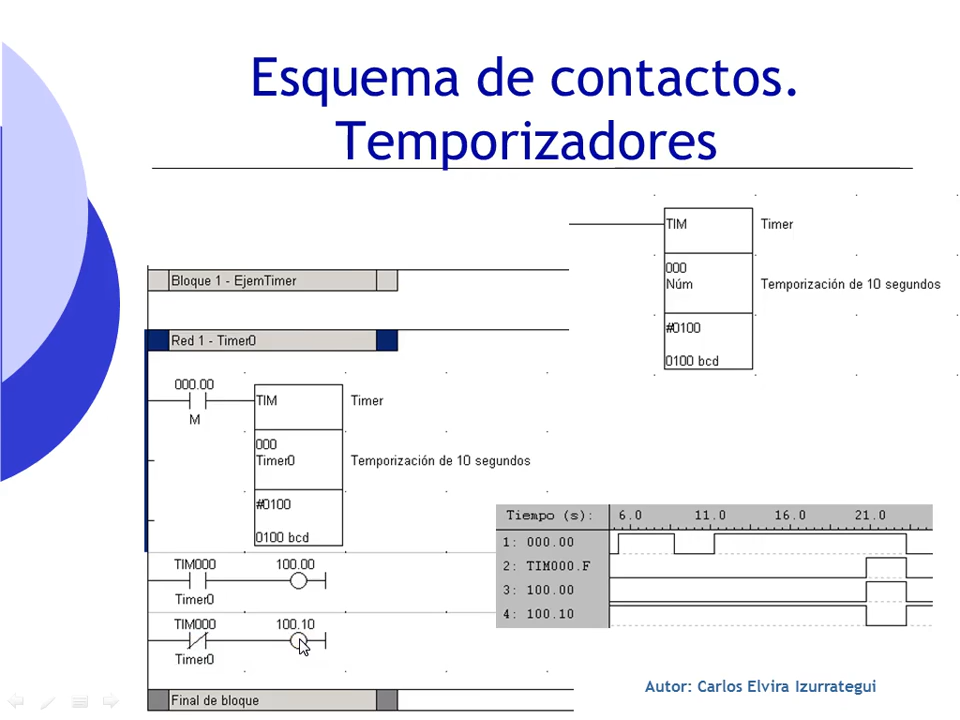 Esquema de contactos.
Temporizadores
TIM Timer
000
Núm Temporización de 10 segundos
#0100
0100 bcd
Bloque 1 - EjemTimer
Red 1 - Timer0
000.00
TIM Timer
M
000
Timer0 Temporización de 10 segundos
#0100
0100 bcd
TIM000 100.00
Timer0
TIM000 100.10
Timer0
Final de bloque
Tiempo (s): 6.0 11.0 16.0 21.0
1: 000.00
2: TIM000.F
3: 100.00
4: 100.10
Autor: Carlos Elvira Izurrategui